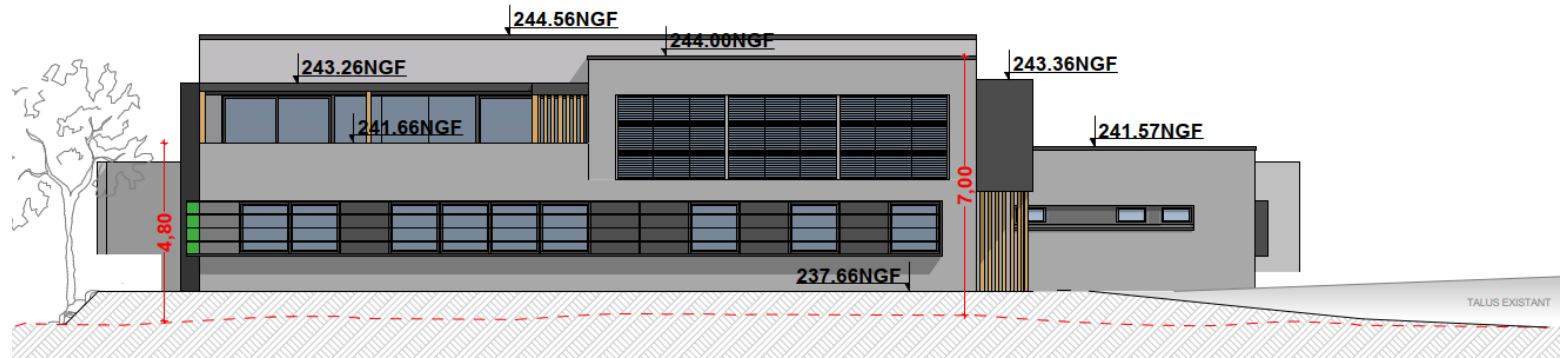 244.56NGF
244.00NGF
243.26NGF
243.36NGF
241.66NGF
241.57NGF
4,80
7,00
237.66NGF
TALUS EXISTANT